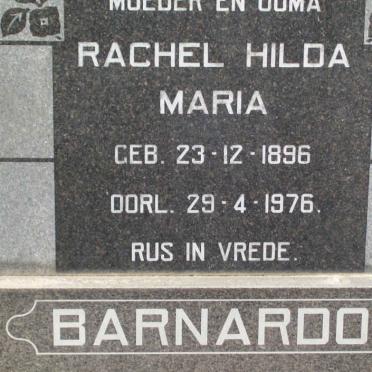 MOEDER EN OUMA
RACHEL HILDA
MARIA
GEB. 23-12-1896
OORL. 29-4-1976.
RUS IN VREDE.
BARNARDO